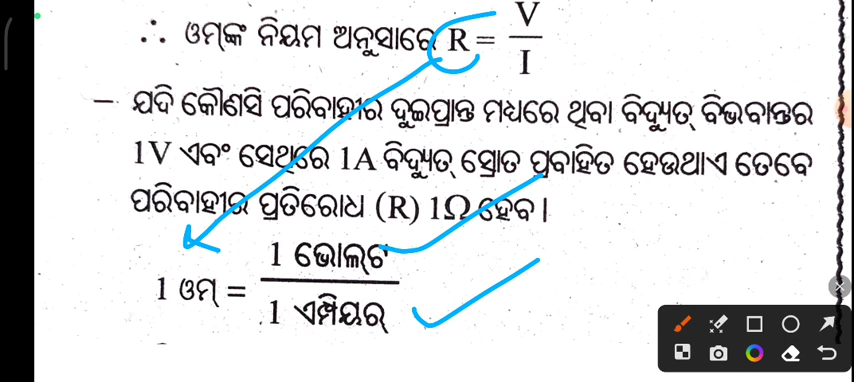 ∴ ଓମ୍‌ଙ୍କ ନିୟମ ଅନୁସାରେ R = V / I
– ଯଦି କୌଣସି ପରିବାହୀର ଦୁଇପ୍ରାନ୍ତ ମଧ୍ୟରେ ଥିବା ବିଦ୍ୟୁତ୍ ବିଭବାନ୍ତର
1V ଏବଂ ସେଥିରେ 1A ବିଦ୍ୟୁତ୍ ସ୍ରୋତ ପ୍ରବାହିତ ହେଉଥାଏ ତେବେ
ପରିବାହୀର ପ୍ରତିରୋଧ (R) 1Ω ହେବ।
1 ଓମ୍ = 1 ଭୋଲ୍‌ଟ / 1 ଏମ୍ପିୟର୍